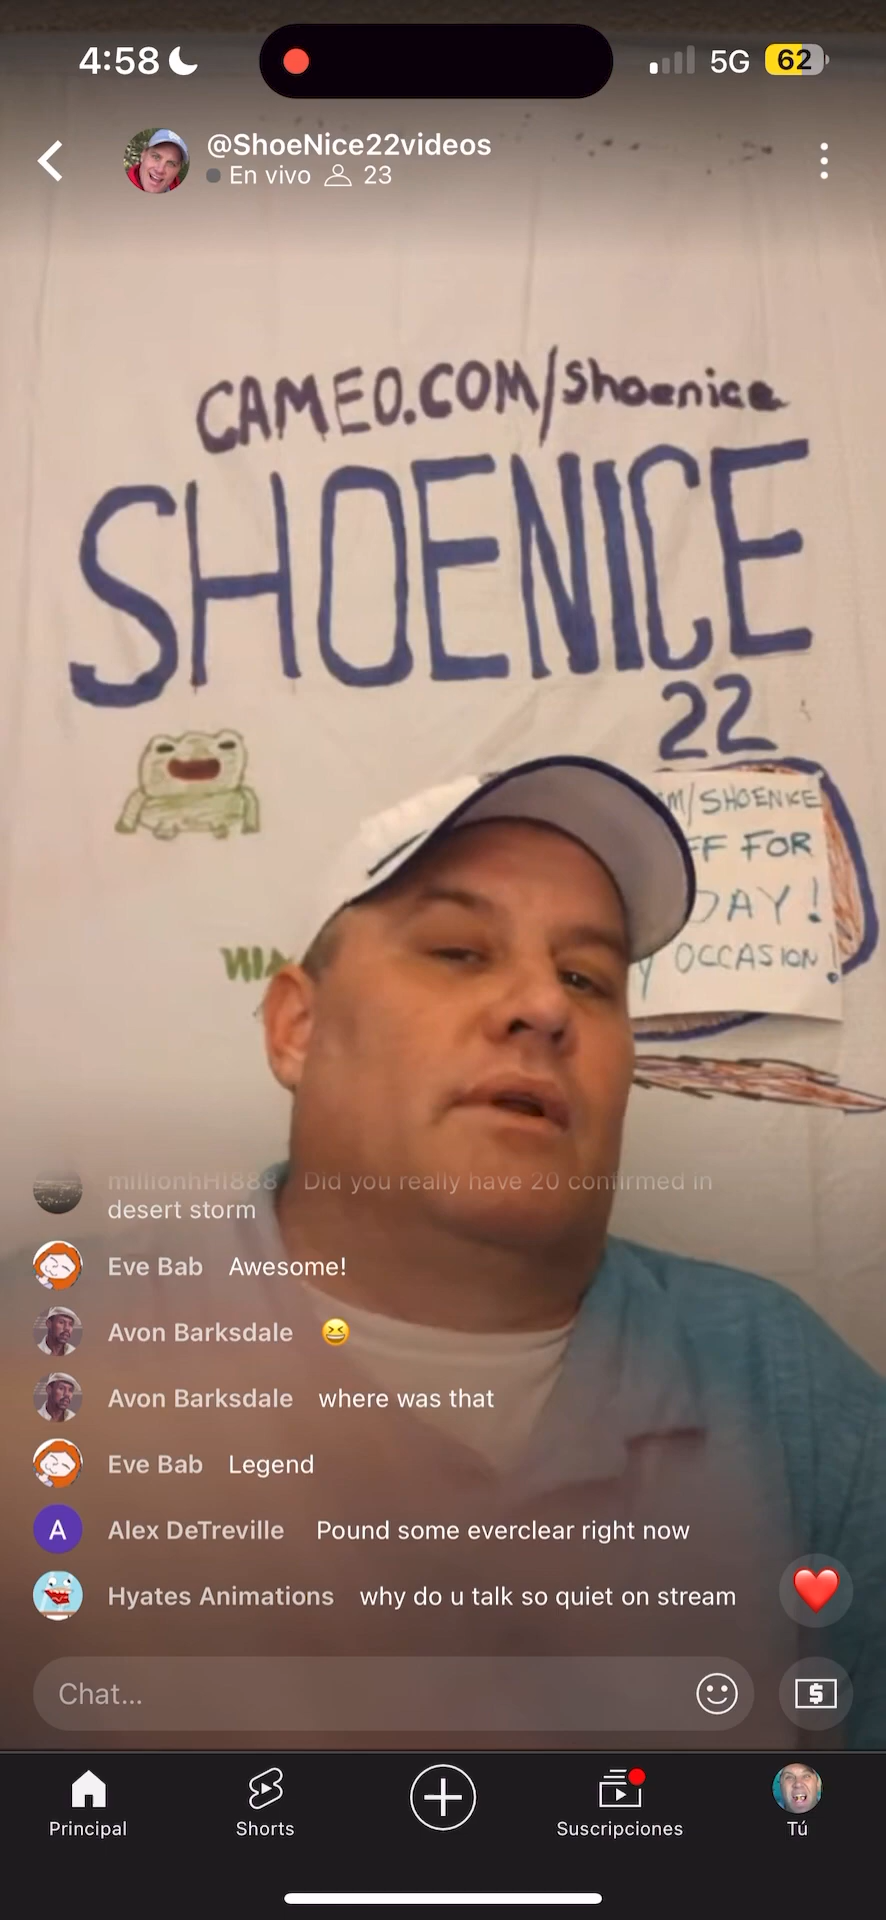 4:58
5G
62
@ShoeNice22videos
En vivo 23
CAMEO.COM/Shoenice
SHOENICE
22
M/SHOENICE
FF FOR
DAY!
Y OCCASION!
millionhHI888 Did you really have 20 confirmed in
desert storm
Eve Bab Awesome!
Avon Barksdale 😆
Avon Barksdale where was that
Eve Bab Legend
A
Alex DeTreville Pound some everclear right now
Hyates Animations why do u talk so quiet on stream
Chat...
$
Principal
Shorts
Suscripciones
Tú